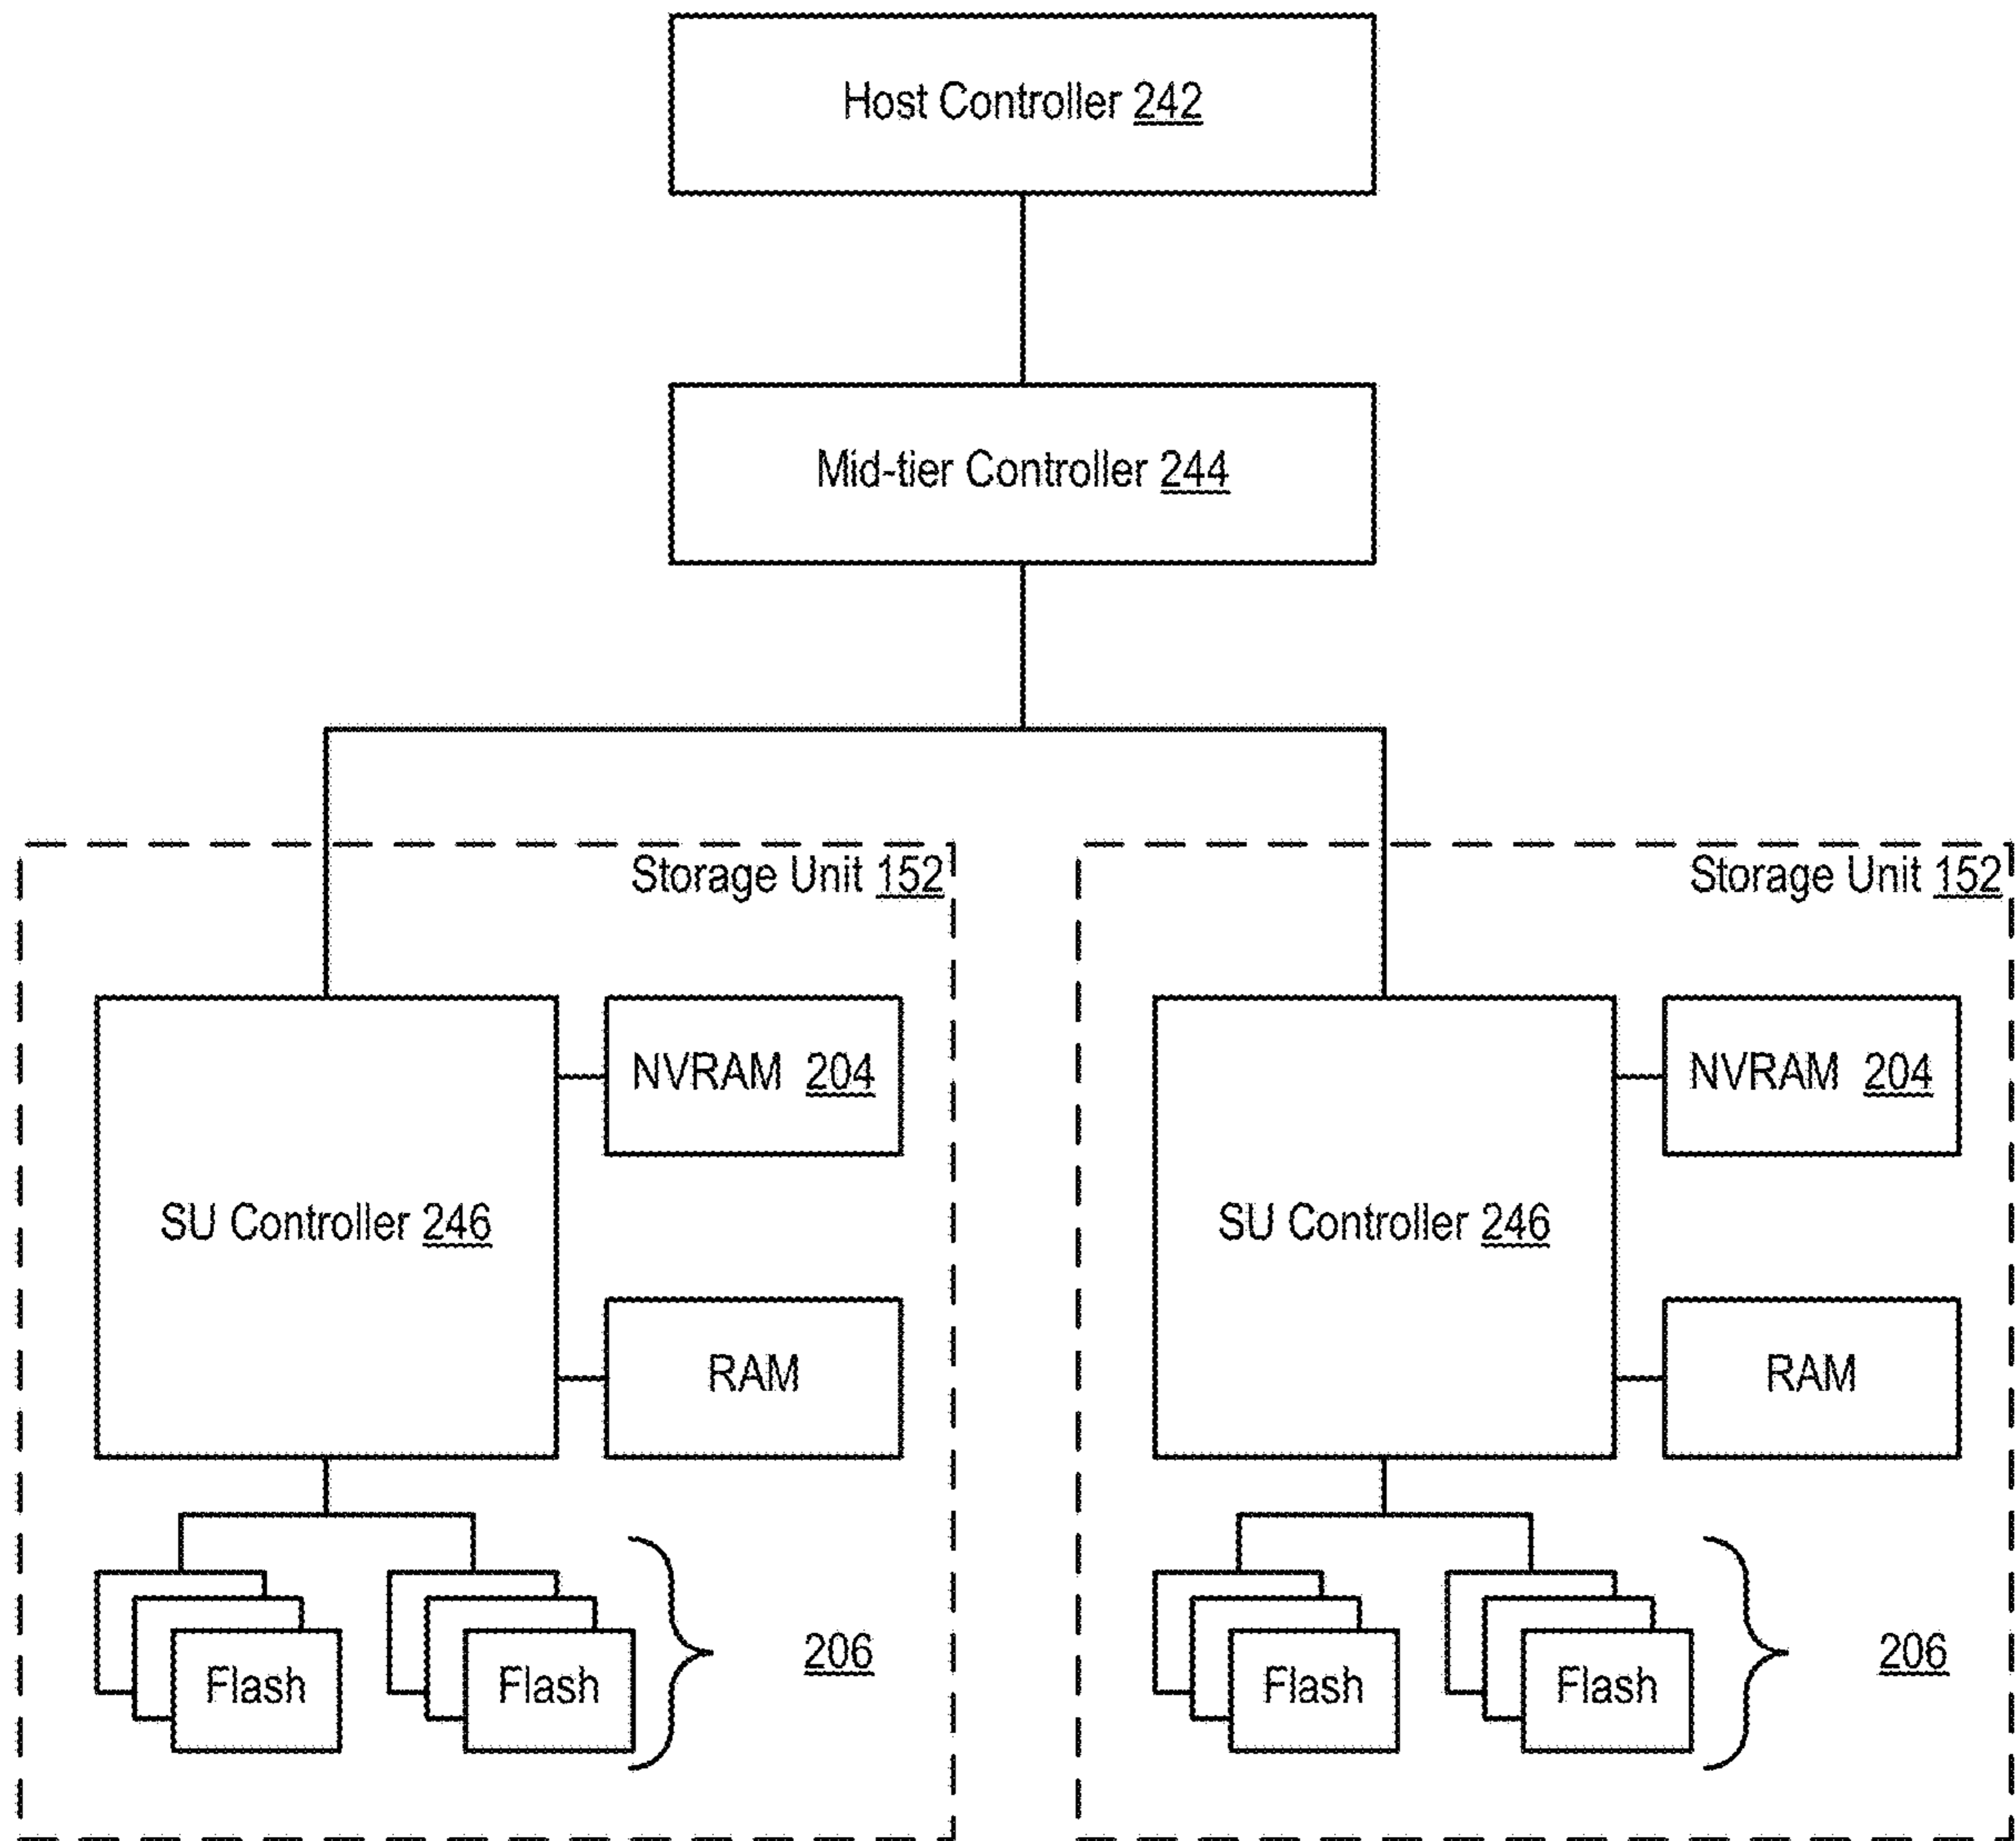 Host Controller 242
Mid-tier Controller 244
Storage Unit 152
SU Controller 246
NVRAM 204
RAM
Flash
Flash
206
Storage Unit 152
SU Controller 246
NVRAM 204
RAM
Flash
Flash
206